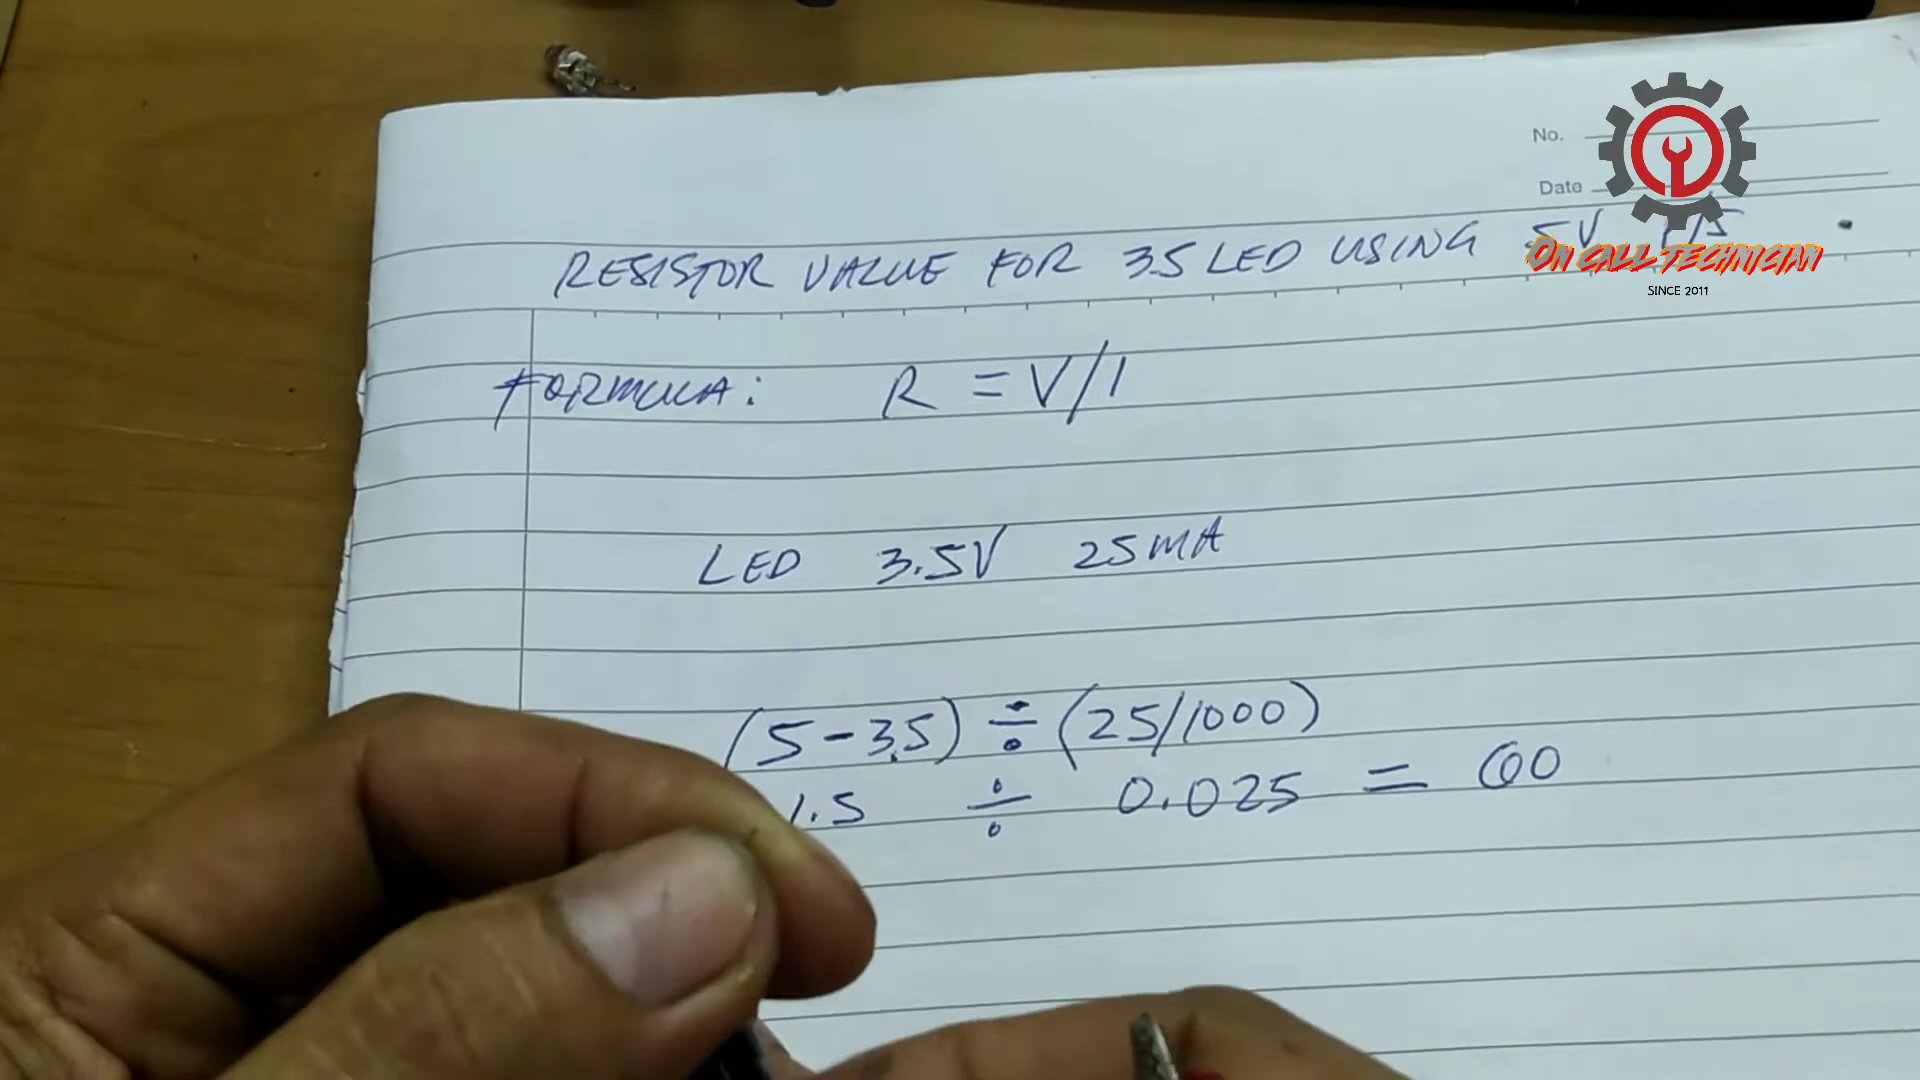 No.
Date
RESISTOR VALUE FOR 3.5 LED USING 5V
ON CALL TECHNICIAN
SINCE 2011
FORMULA: R = V/I
LED 3.5V 25MA
(5-3.5) ÷ (25/1000)
1.5 ÷ 0.025 = 60